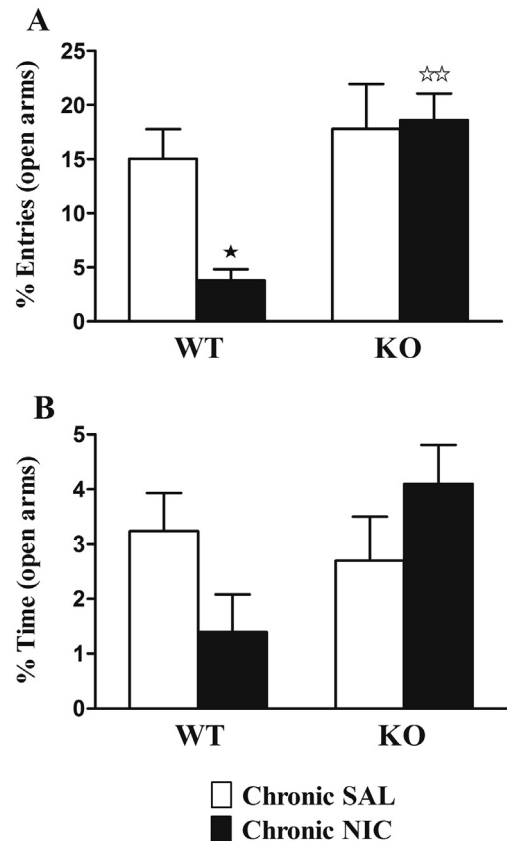 A
% Entries (open arms)
25
20
15
10
5
0
★
☆☆
WT
KO
B
% Time (open arms)
5
4
3
2
1
0
WT
KO
Chronic SAL
Chronic NIC